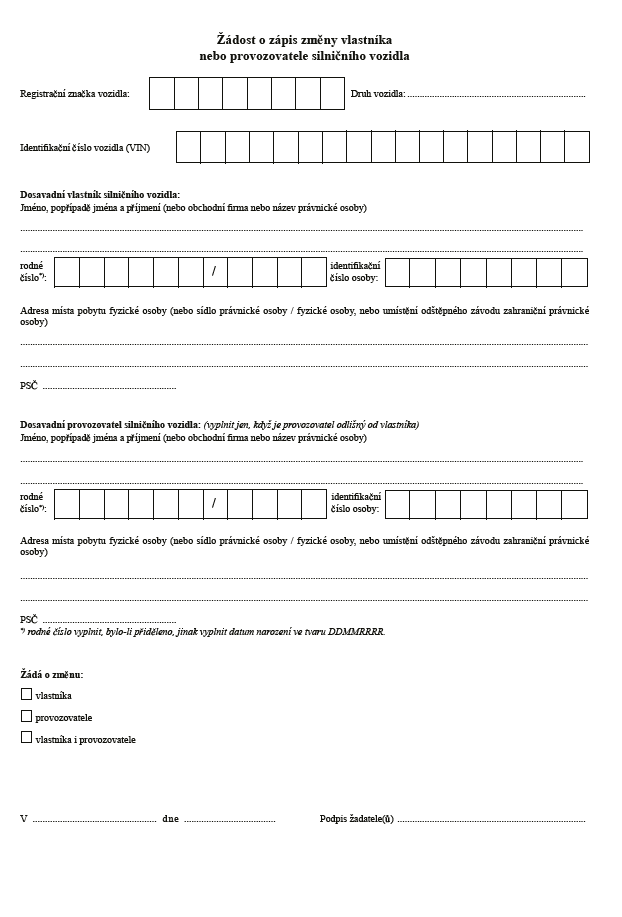 Žádost o zápis změny vlastníka
nebo provozovatele silničního vozidla
Registrační značka vozidla:
Druh vozidla: ........................................................................
Identifikační číslo vozidla (VIN)
Dosavadní vlastník silničního vozidla:
Jméno, popřípadě jména a příjmení (nebo obchodní firma nebo název právnické osoby)
........................................................................
........................................................................
rodné
číslo*): /
identifikační
číslo osoby:
Adresa místa pobytu fyzické osoby (nebo sídlo právnické osoby / fyzické osoby, nebo umístění odštěpného závodu zahraniční právnické
osoby)
........................................................................
........................................................................
PSČ ......................................................
Dosavadní provozovatel silničního vozidla: (vyplnit jen, když je provozovatel odlišný od vlastníka)
Jméno, popřípadě jména a příjmení (nebo obchodní firma nebo název právnické osoby)
........................................................................
........................................................................
rodné
číslo*): /
identifikační
číslo osoby:
Adresa místa pobytu fyzické osoby (nebo sídlo právnické osoby / fyzické osoby, nebo umístění odštěpného závodu zahraniční právnické
osoby)
........................................................................
........................................................................
PSČ ......................................................
*) rodné číslo vyplnit, bylo-li přiděleno, jinak vyplnit datum narození ve tvaru DDMMRRRR.
Žádá o změnu:
vlastníka
provozovatele
vlastníka i provozovatele
V .................................................. dne ..................................... Podpis žadatele(ů) ............................................................................